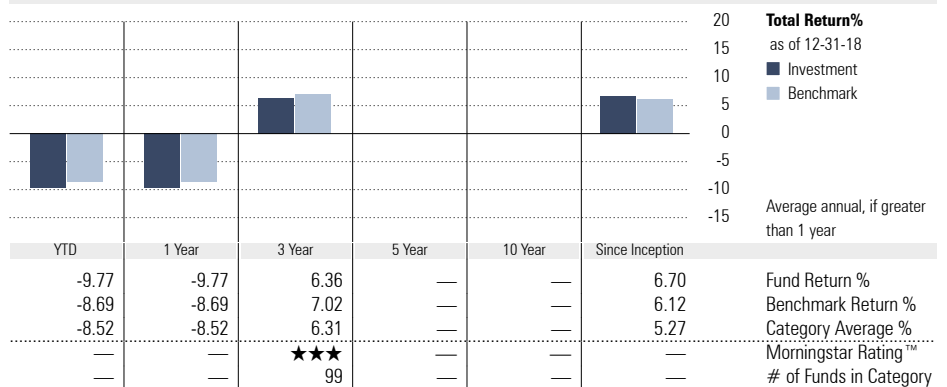 20 Total Return%
15 as of 12-31-18
10 Investment
5 Benchmark
0
-5
-10
-15
Average annual, if greater
than 1 year
YTD 1 Year 3 Year 5 Year 10 Year Since Inception
-9.77 -9.77 6.36 — — 6.70 Fund Return %
-8.69 -8.69 7.02 — — 6.12 Benchmark Return %
-8.52 -8.52 6.31 — — 5.27 Category Average %
— — ★★★ — — — Morningstar Rating™
— — 99 — — — # of Funds in Category